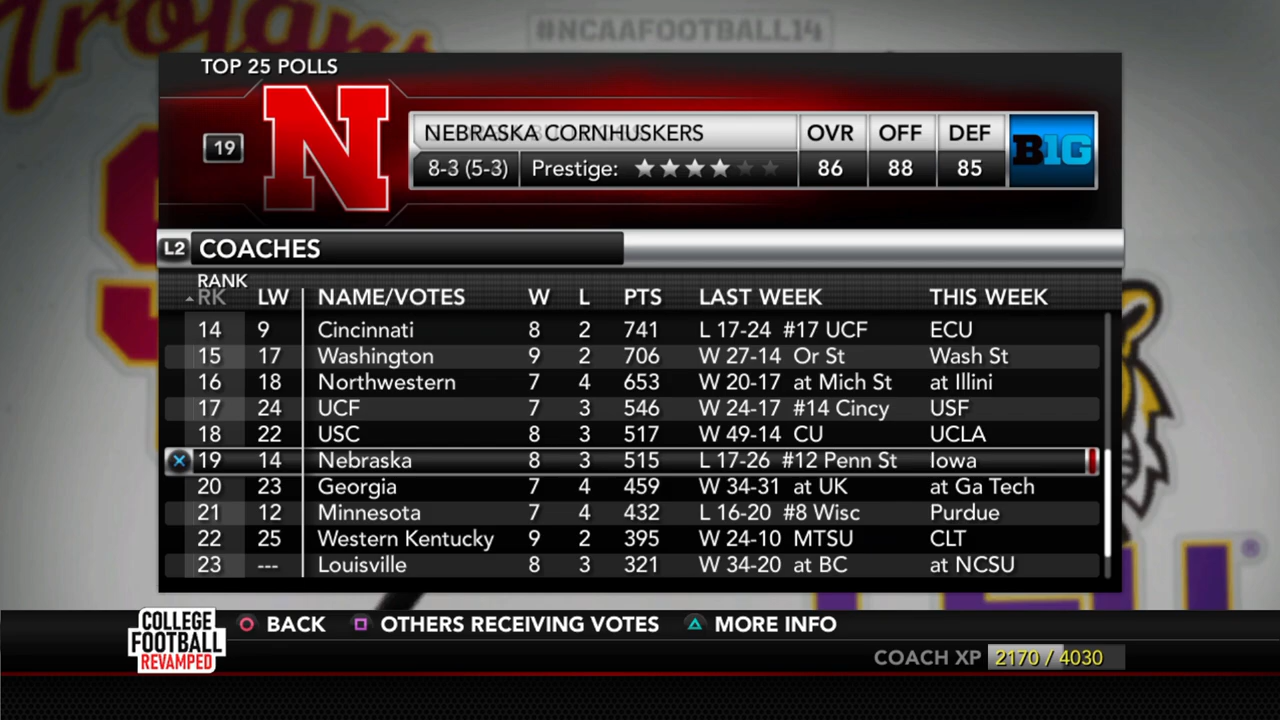 Trojans
#NCAAFOOTBALL14
TOP 25 POLLS
19 N NEBRASKA CORNHUSKERS OVR OFF DEF B1G
8-3 (5-3) Prestige: 86 88 85
L2 COACHES
RANK
RK LW NAME/VOTES W L PTS LAST WEEK THIS WEEK
14 9 Cincinnati 8 2 741 L 17-24 #17 UCF ECU
15 17 Washington 9 2 706 W 27-14 Or St Wash St
16 18 Northwestern 7 4 653 W 20-17 at Mich St at Illini
17 24 UCF 7 3 546 W 24-17 #14 Cincy USF
18 22 USC 8 3 517 W 49-14 CU UCLA
19 14 Nebraska 8 3 515 L 17-26 #12 Penn St Iowa
20 23 Georgia 7 4 459 W 34-31 at UK at Ga Tech
21 12 Minnesota 7 4 432 L 16-20 #8 Wisc Purdue
22 25 Western Kentucky 9 2 395 W 24-10 MTSU CLT
23 --- Louisville 8 3 321 W 34-20 at BC at NCSU
COLLEGE FOOTBALL REVAMPED
BACK OTHERS RECEIVING VOTES MORE INFO
COACH XP 2170 / 4030